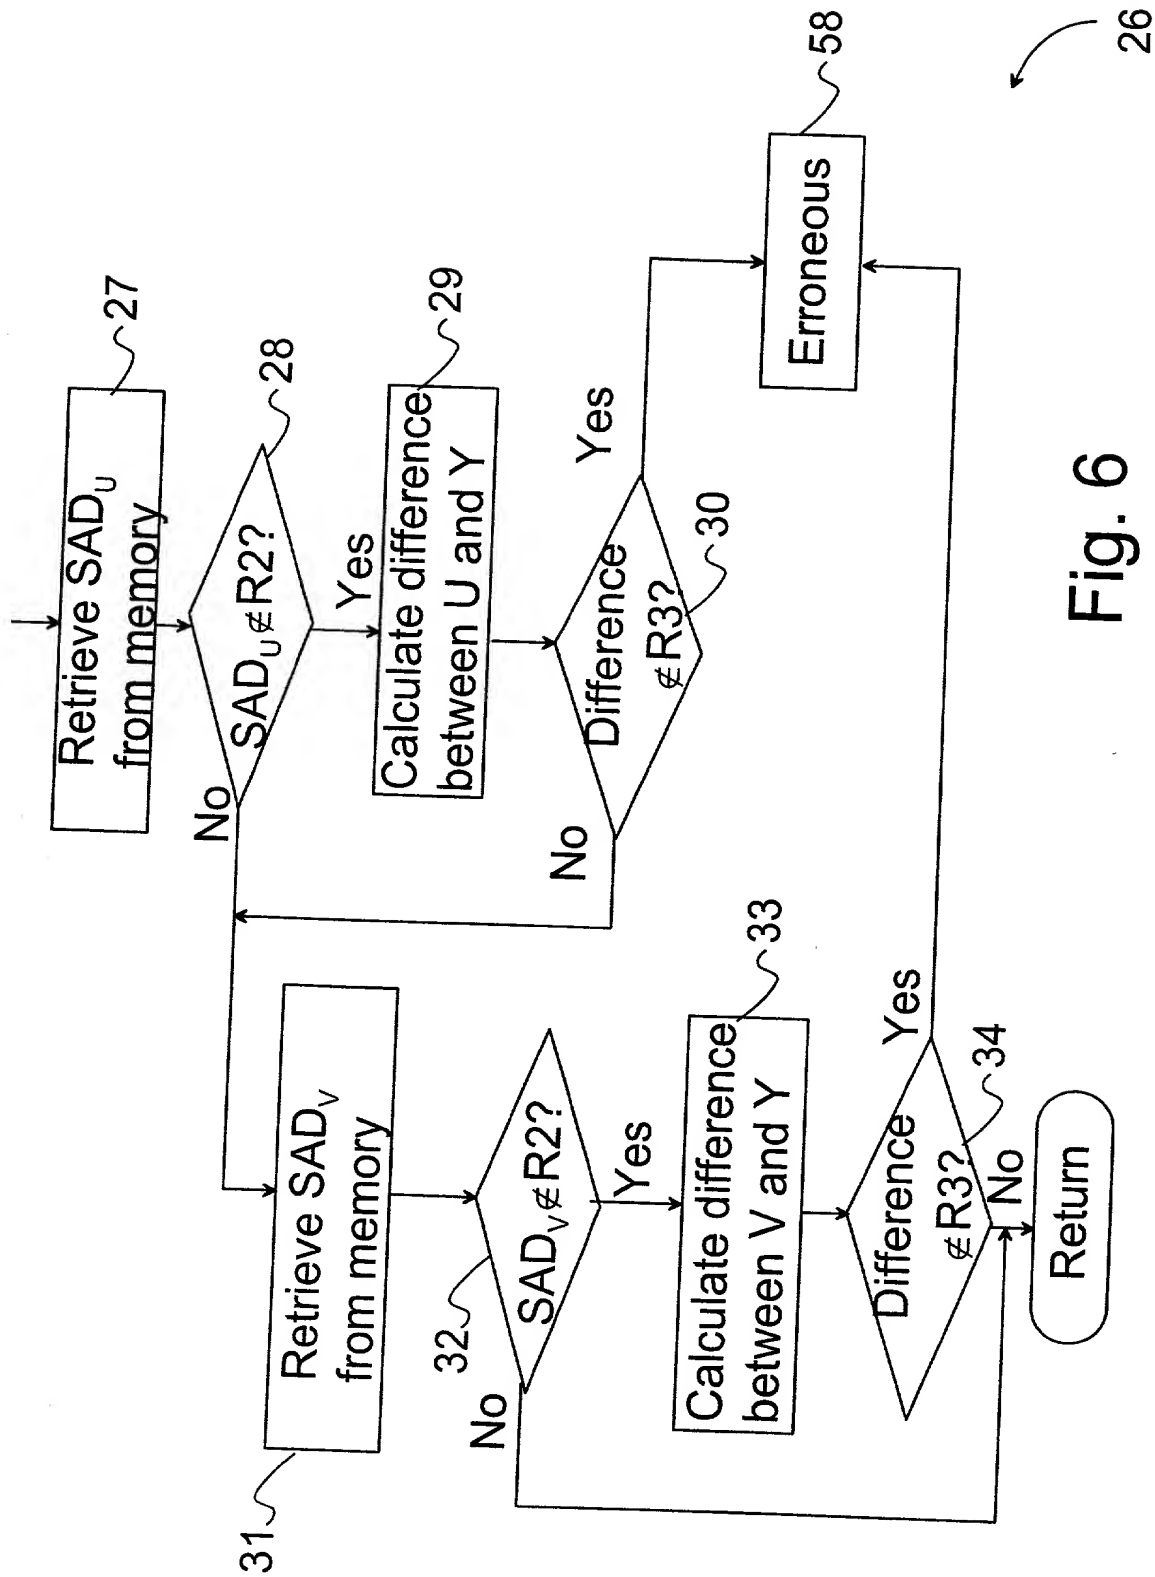 27
Retrieve SADU
from memory
28
SADU∉R2?
No
Yes
29
Calculate difference
between U and Y
Difference
∉R3?
30
No
Yes
58
Erroneous
31
Retrieve SADV
from memory
32
SADV∉R2?
No
Yes
33
Calculate difference
between V and Y
Difference
∉R3?
34
Yes
No
Return
26
Fig. 6